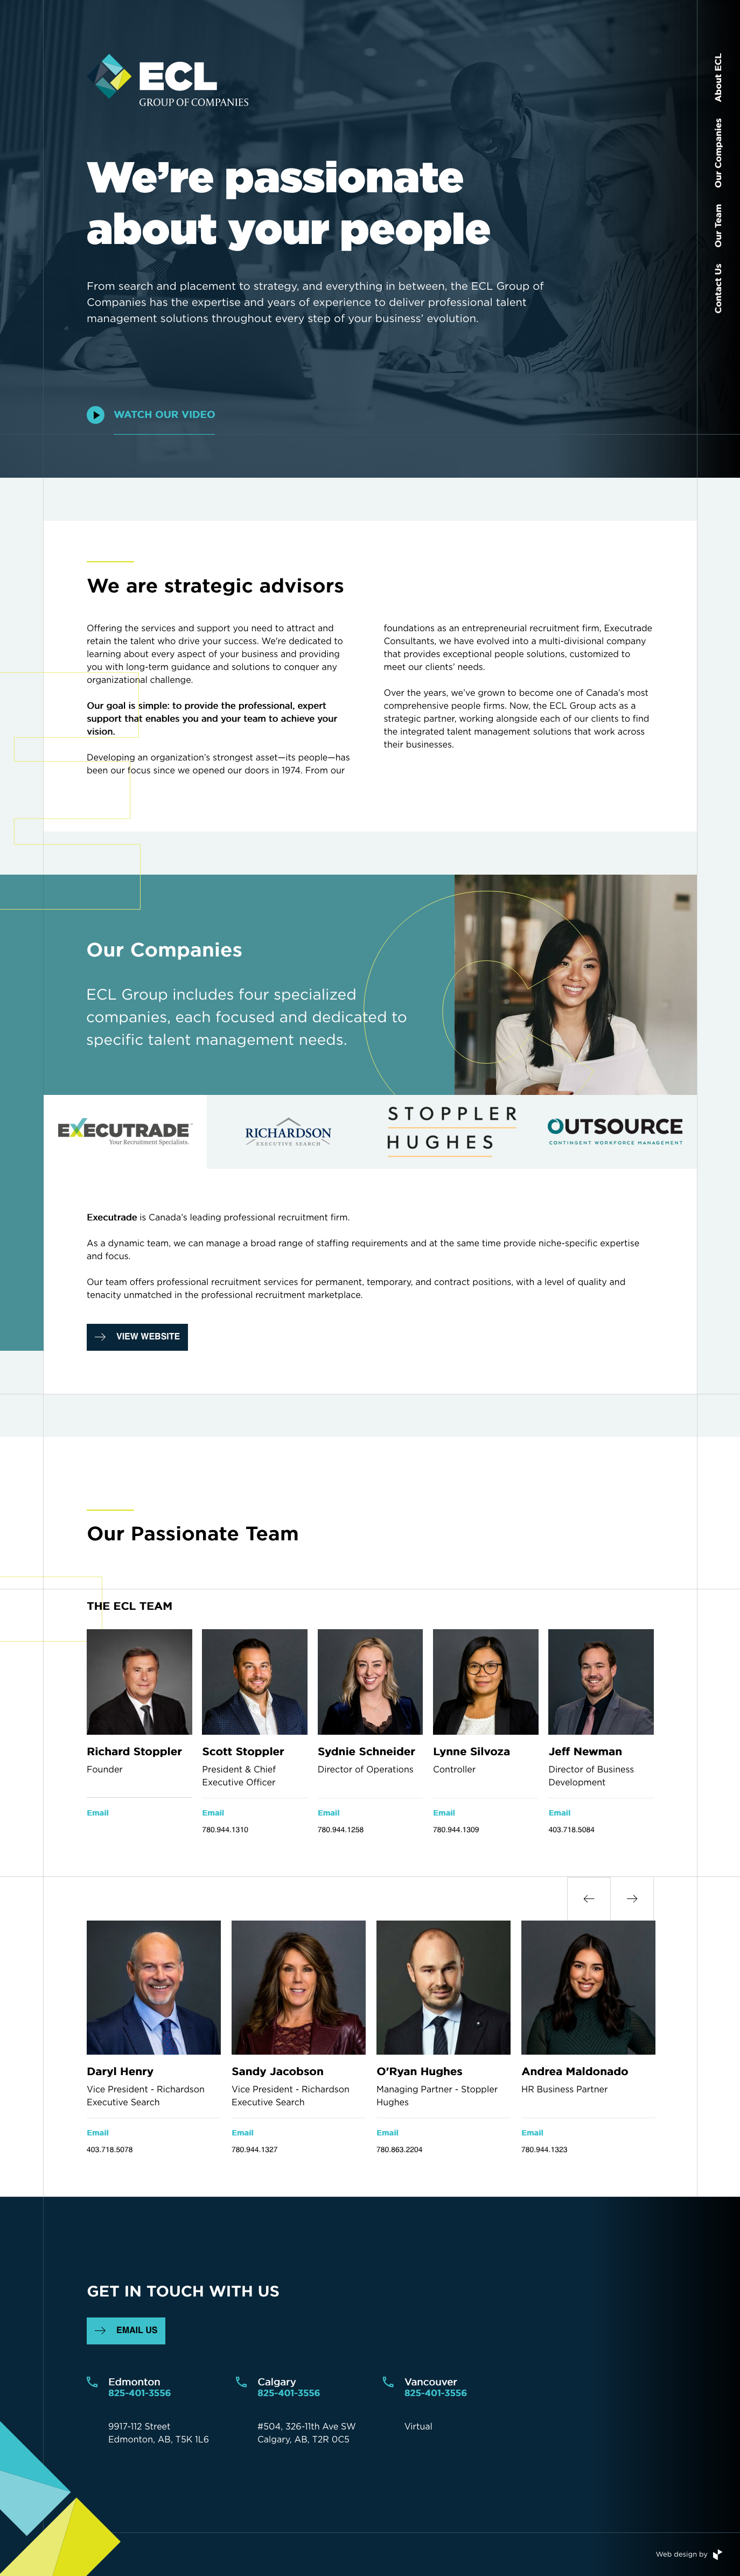 ECL
GROUP OF COMPANIES
About ECL
Our Companies
Our Team
Contact Us
We're passionate
about your people
From search and placement to strategy, and everything in between, the ECL Group of
Companies has the expertise and years of experience to deliver professional talent
management solutions throughout every step of your business' evolution.
WATCH OUR VIDEO
We are strategic advisors
Offering the services and support you need to attract and
retain the talent who drive your success. We're dedicated to
learning about every aspect of your business and providing
you with long-term guidance and solutions to conquer any
organizational challenge.
Our goal is simple: to provide the professional, expert
support that enables you and your team to achieve your
vision.
Developing an organization's strongest asset—its people—has
been our focus since we opened our doors in 1974. From our
foundations as an entrepreneurial recruitment firm, Executrade
Consultants, we have evolved into a multi-divisional company
that provides exceptional people solutions, customized to
meet our clients' needs.
Over the years, we've grown to become one of Canada's most
comprehensive people firms. Now, the ECL Group acts as a
strategic partner, working alongside each of our clients to find
the integrated talent management solutions that work across
their businesses.
Our Companies
ECL Group includes four specialized
companies, each focused and dedicated to
specific talent management needs.
EXECUTRADE
Your Recruitment Specialists.
RICHARDSON
EXECUTIVE SEARCH
STOPPLER
HUGHES
OUTSOURCE
CONTINGENT WORKFORCE MANAGEMENT
Executrade is Canada's leading professional recruitment firm.
As a dynamic team, we can manage a broad range of staffing requirements and at the same time provide niche-specific expertise
and focus.
Our team offers professional recruitment services for permanent, temporary, and contract positions, with a level of quality and
tenacity unmatched in the professional recruitment marketplace.
VIEW WEBSITE
Our Passionate Team
THE ECL TEAM
Richard Stoppler
Founder
Email
Scott Stoppler
President & Chief
Executive Officer
Email
780.944.1310
Sydnie Schneider
Director of Operations
Email
780.944.1258
Lynne Silvoza
Controller
Email
780.944.1309
Jeff Newman
Director of Business
Development
Email
403.718.5084
Daryl Henry
Vice President - Richardson
Executive Search
Email
403.718.5078
Sandy Jacobson
Vice President - Richardson
Executive Search
Email
780.944.1327
O'Ryan Hughes
Managing Partner - Stoppler
Hughes
Email
780.863.2204
Andrea Maldonado
HR Business Partner
Email
780.944.1323
GET IN TOUCH WITH US
EMAIL US
Edmonton
825-401-3556
9917-112 Street
Edmonton, AB, T5K 1L6
Calgary
825-401-3556
#504, 326-11th Ave SW
Calgary, AB, T2R 0C5
Vancouver
825-401-3556
Virtual
Web design by